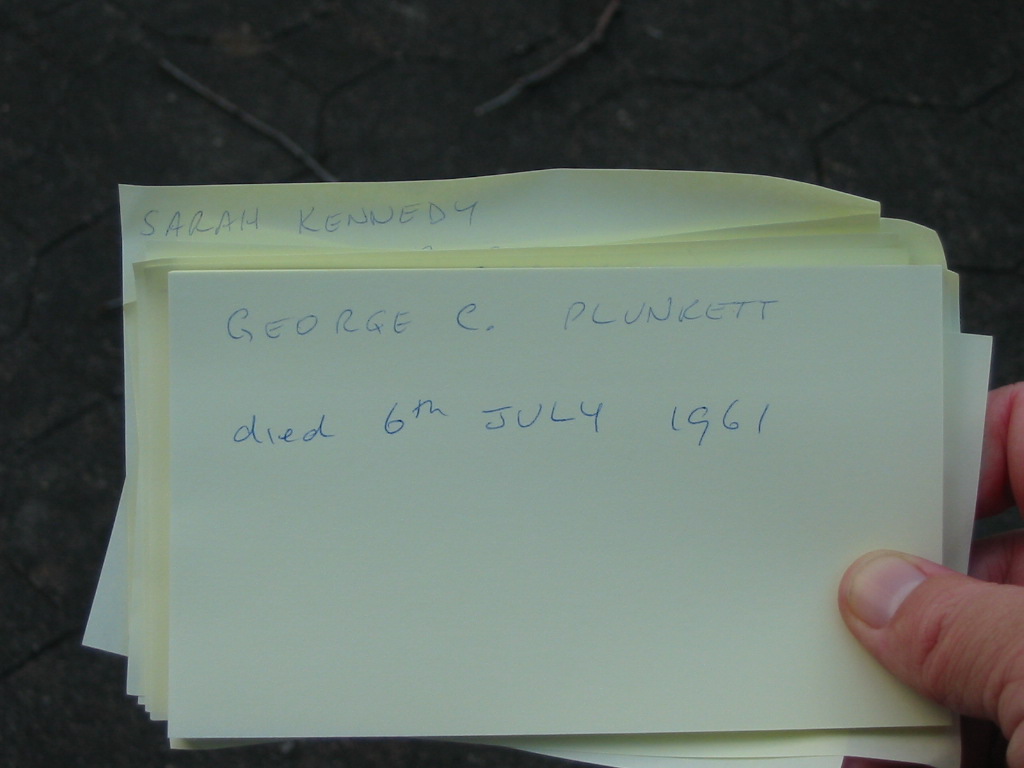 SARAH KENNEDY
GEORGE C. PLUNKETT
died 6th JULY 1961